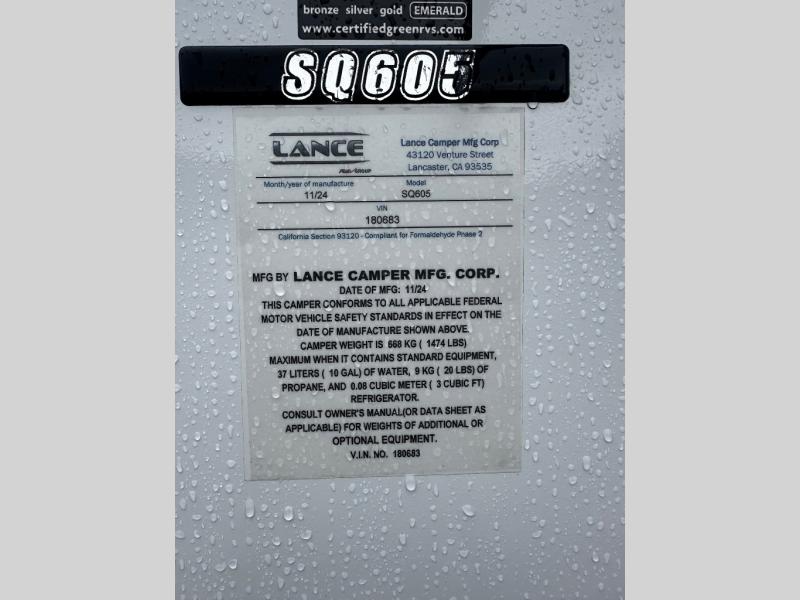 bronze silver gold EMERALD
www.certifiedgreenrvs.com
SQ605
LANCE
Lance Camper Mfg Corp
43120 Venture Street
Lancaster, CA 93535
Month/year of manufacture
Model
11/24
SQ605
VIN
180683
California Section 93120 - Compliant for Formaldehyde Phase 2
MFG BY LANCE CAMPER MFG. CORP.
DATE OF MFG: 11/24
THIS CAMPER CONFORMS TO ALL APPLICABLE FEDERAL
MOTOR VEHICLE SAFETY STANDARDS IN EFFECT ON THE
DATE OF MANUFACTURE SHOWN ABOVE.
CAMPER WEIGHT IS 668 KG ( 1474 LBS)
MAXIMUM WHEN IT CONTAINS STANDARD EQUIPMENT,
37 LITERS ( 10 GAL) OF WATER, 9 KG ( 20 LBS) OF
PROPANE, AND 0.08 CUBIC METER ( 3 CUBIC FT)
REFRIGERATOR.
CONSULT OWNER'S MANUAL(OR DATA SHEET AS
APPLICABLE) FOR WEIGHTS OF ADDITIONAL OR
OPTIONAL EQUIPMENT.
V.I.N. NO. 180683